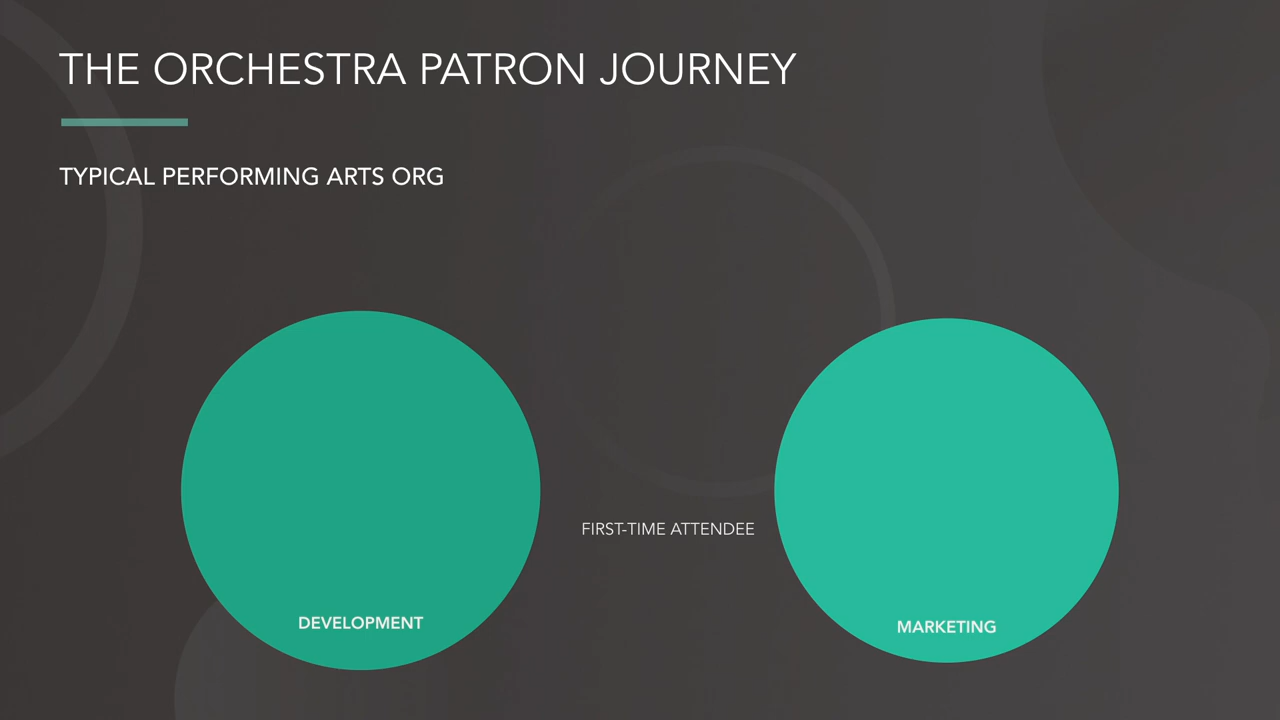 THE ORCHESTRA PATRON JOURNEY
TYPICAL PERFORMING ARTS ORG
FIRST-TIME ATTENDEE
DEVELOPMENT
MARKETING